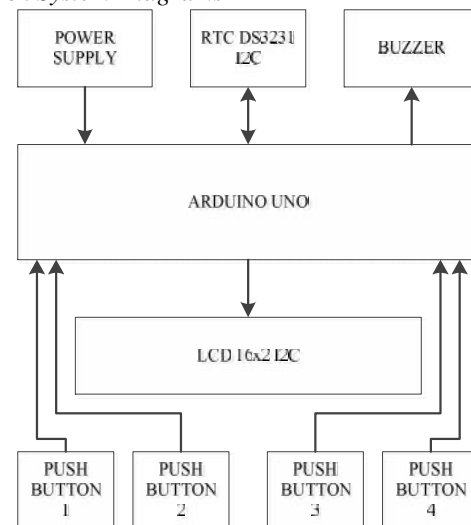 POWER
SUPPLY
RTC DS3231
I2C
BUZZER
ARDUINO UNO
LCD 16x2 I2C
PUSH
BUTTON
1
PUSH
BUTTON
2
PUSH
BUTTON
3
PUSH
BUTTON
4